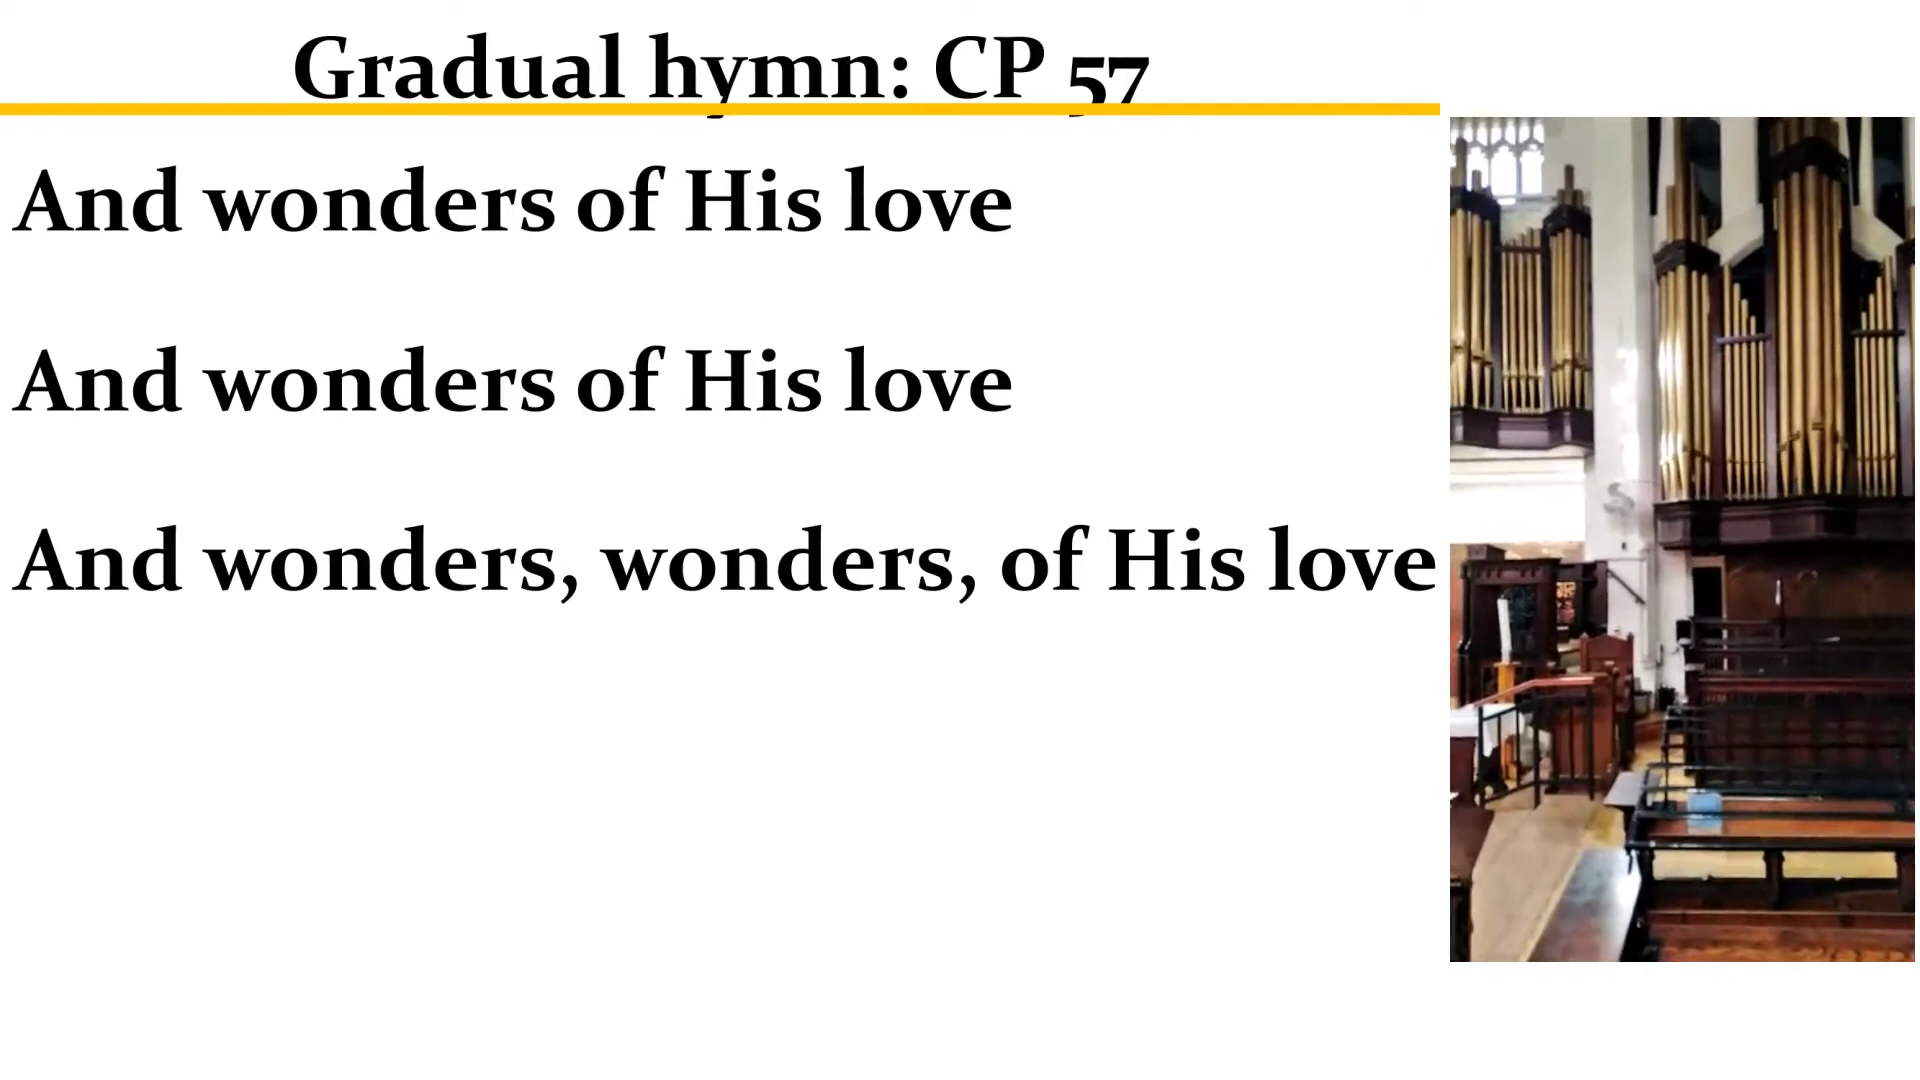 Gradual hymn: CP 57
And wonders of His love
And wonders of His love
And wonders, wonders, of His love